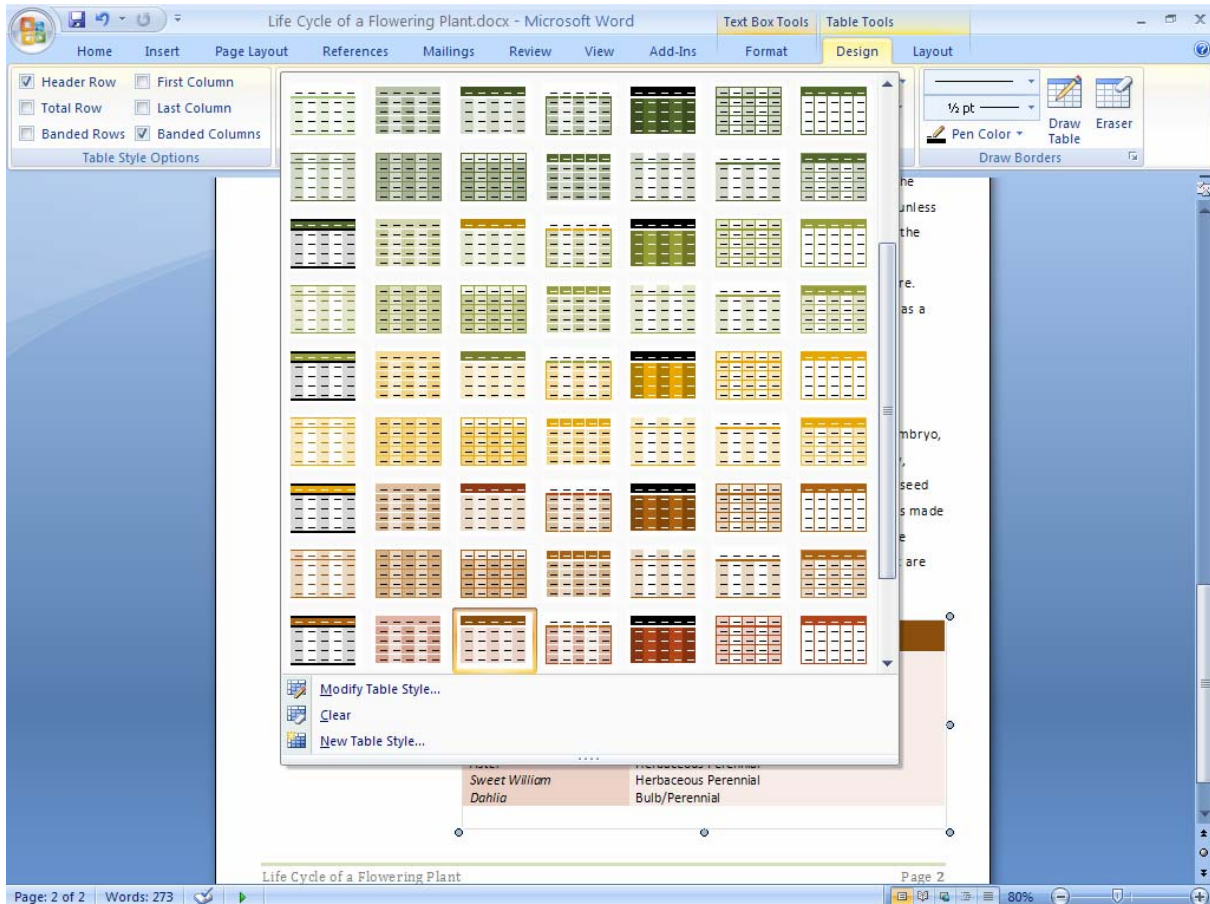 Life Cycle of a Flowering Plant.docx - Microsoft Word
Text Box Tools
Table Tools
Home
Insert
Page Layout
References
Mailings
Review
View
Add-Ins
Format
Design
Layout
Header Row
First Column
Total Row
Last Column
Banded Rows
Banded Columns
Table Style Options
½ pt
Pen Color
Draw Table
Eraser
Draw Borders
unless
the
re.
as a
mbryo,
seed
s made
e
are
Modify Table Style...
Clear
New Table Style...
Sweet William
Herbaceous Perennial
Dahlia
Bulb/Perennial
Life Cycle of a Flowering Plant
Page 2
Page: 2 of 2
Words: 273
80%